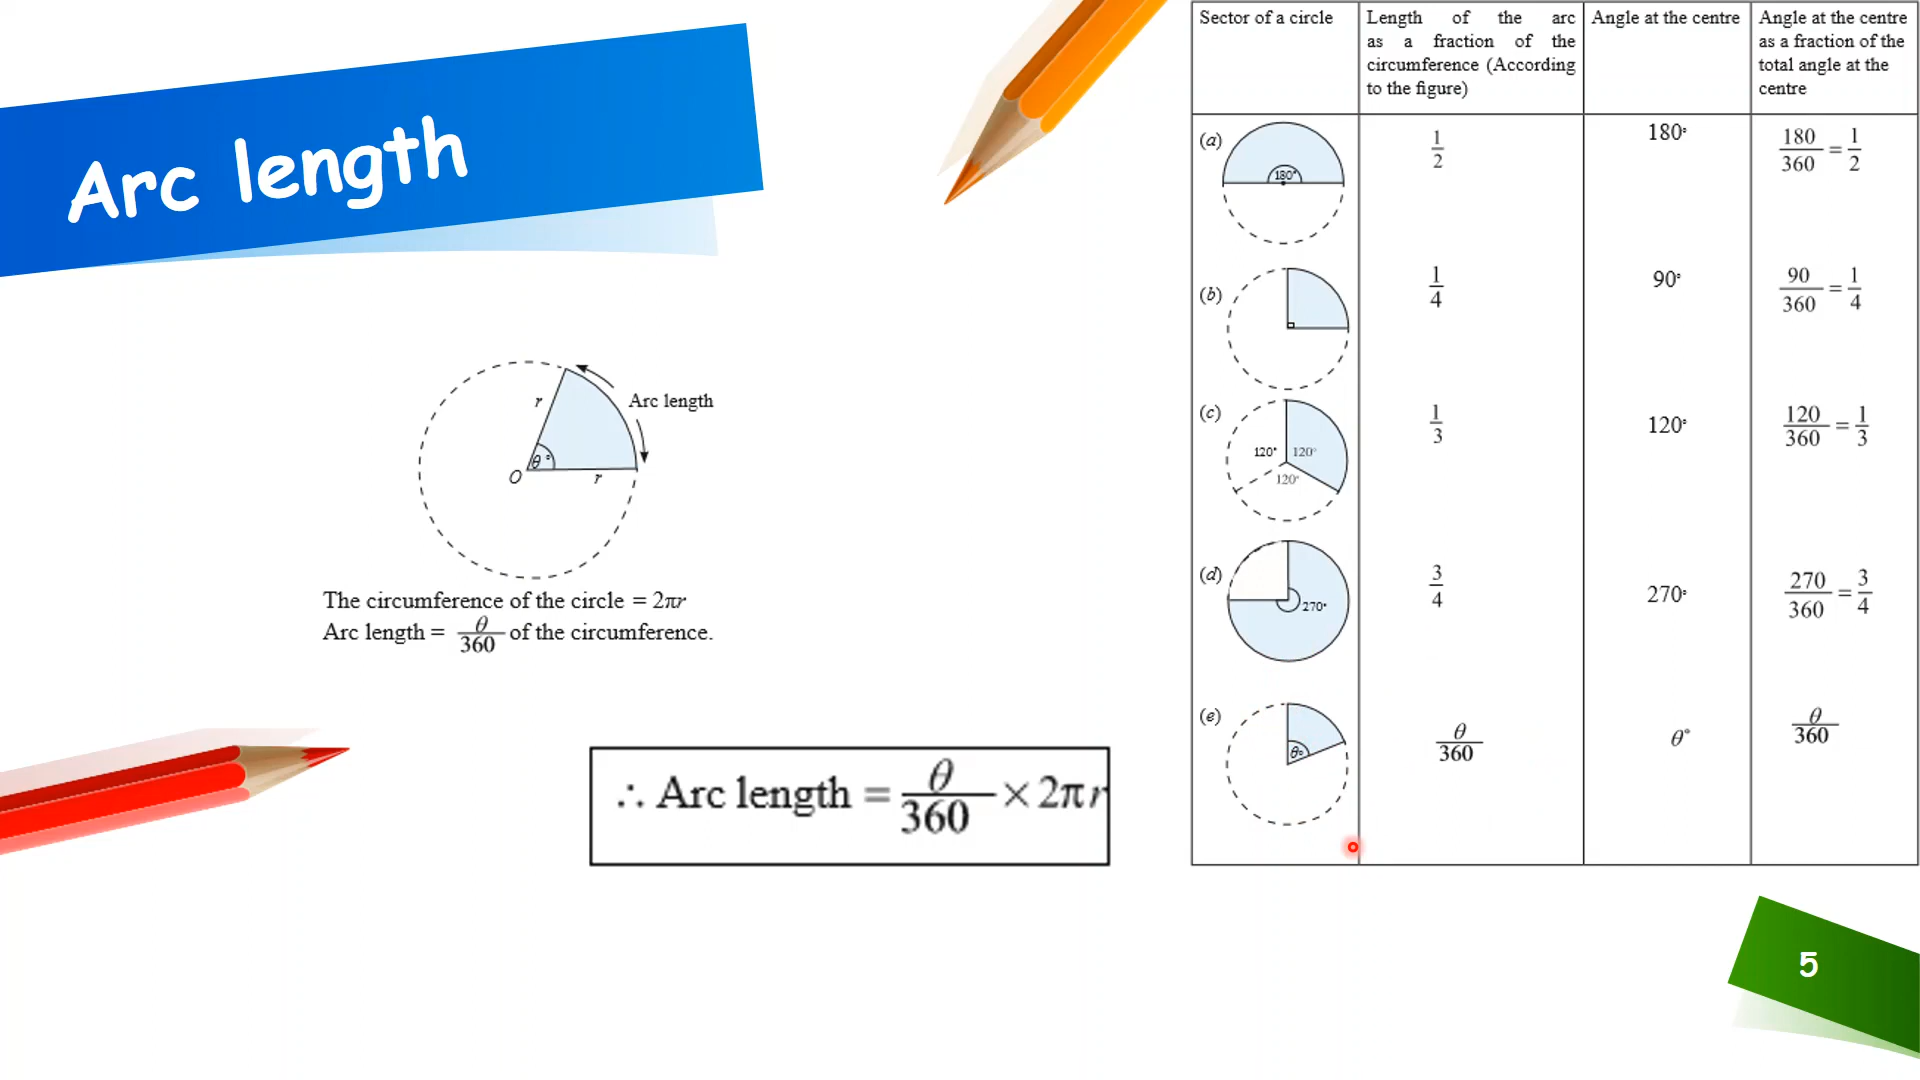 Arc length
r
Arc length
θ°
O
r
The circumference of the circle = 2πr
Arc length = θ/360 of the circumference.
∴ Arc length = θ/360 × 2πr
Sector of a circle
Length of the arc
as a fraction of the
circumference (According
to the figure)
Angle at the centre
Angle at the centre
as a fraction of the
total angle at the
centre
(a) 180° 1/2 180° 180/360 = 1/2
(b) 1/4 90° 90/360 = 1/4
(c) 120° 120° 120° 1/3 120° 120/360 = 1/3
(d) 270° 3/4 270° 270/360 = 3/4
(e) θ° θ/360 θ° θ/360
5